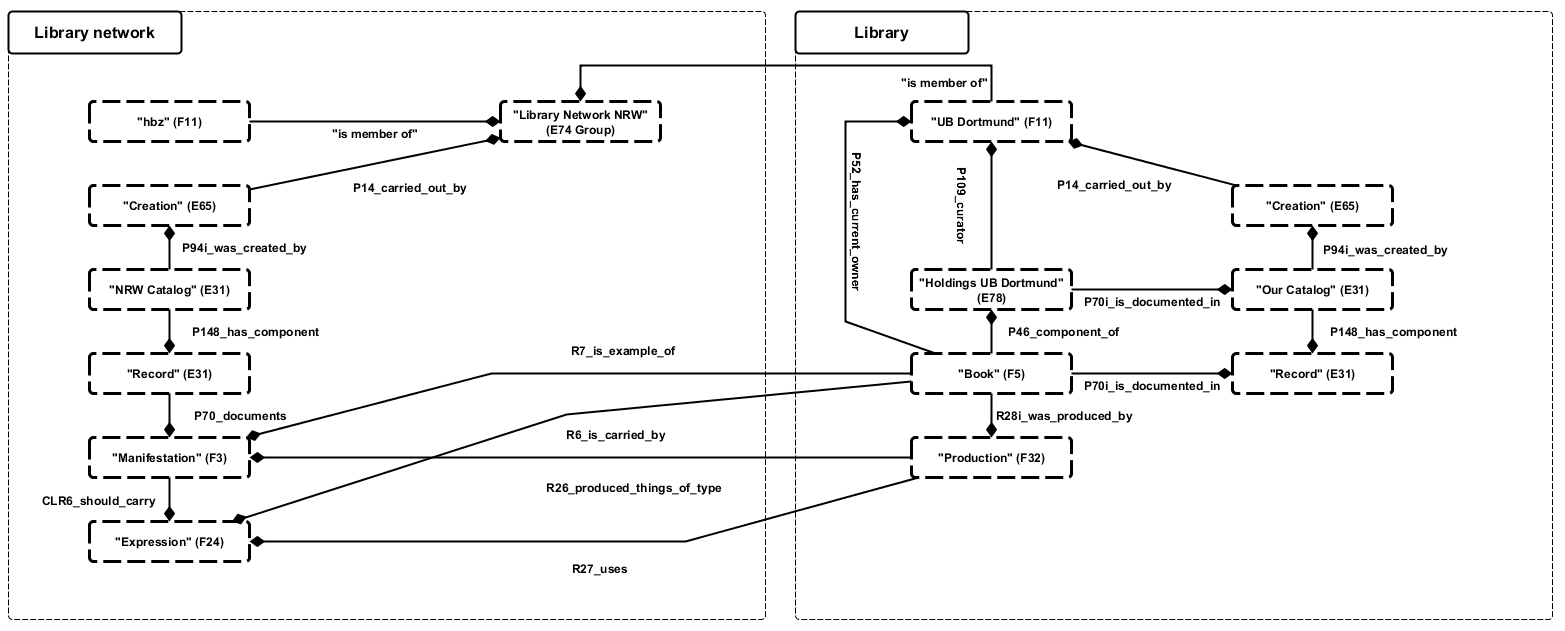 Library network
Library
"is member of"
"hbz" (F11)
"is member of"
"Library Network NRW"
(E74 Group)
"UB Dortmund" (F11)
P14_carried_out_by
P52_has_current_owner
P109_curator
P14_carried_out_by
"Creation" (E65)
"Creation" (E65)
P94i_was_created_by
P94i_was_created_by
"NRW Catalog" (E31)
"Holdings UB Dortmund"
(E78)
P70i_is_documented_in
"Our Catalog" (E31)
P148_has_component
P46_component_of
P148_has_component
R7_is_example_of
"Record" (E31)
"Book" (F5)
P70i_is_documented_in
"Record" (E31)
P70_documents
R28i_was_produced_by
R6_is_carried_by
"Manifestation" (F3)
"Production" (F32)
R26_produced_things_of_type
CLR6_should_carry
"Expression" (F24)
R27_uses